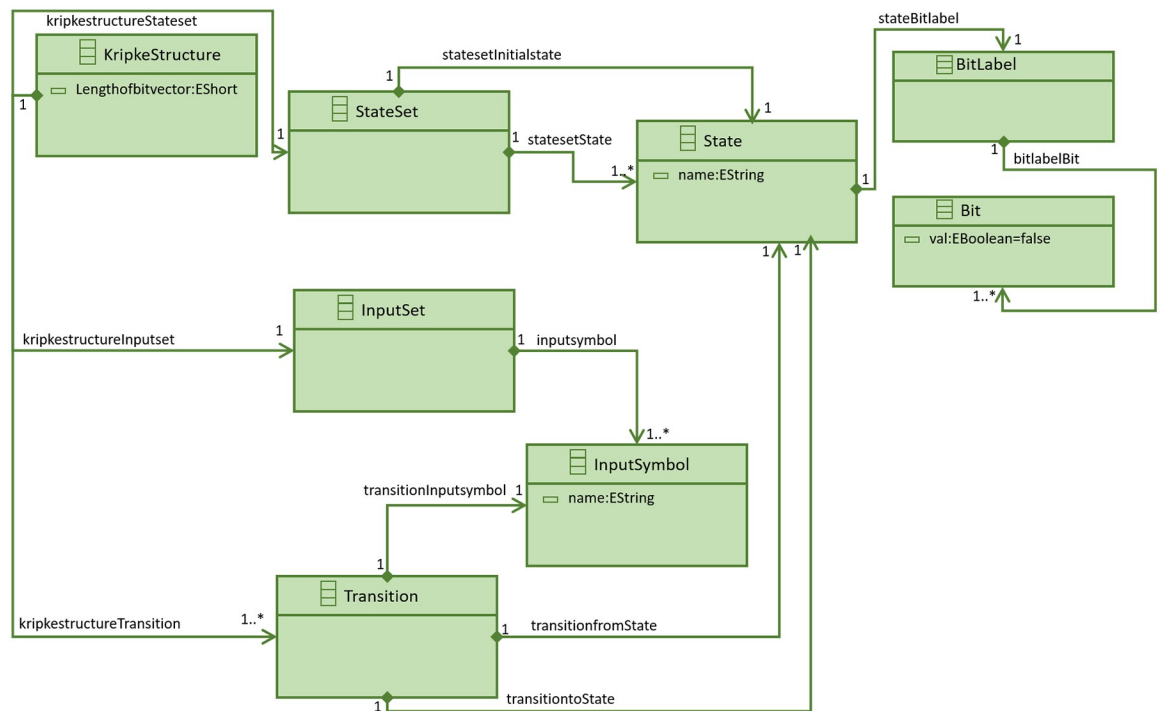 kripkestructureStateset
KripkeStructure
Lengthofbitvector:EShort
1
1
StateSet
1
statesetInitialstate
1
1
statesetState
1..*
State
name:EString
1
stateBitlabel
1
BitLabel
1
bitlabelBit
Bit
val:EBoolean=false
1..*
1
1
InputSet
kripkestructureInputset
1
1
inputsymbol
1..*
InputSymbol
name:EString
transitionInputsymbol
1
1
Transition
kripkestructureTransition
1..*
1
transitionfromState
1
transitiontoState